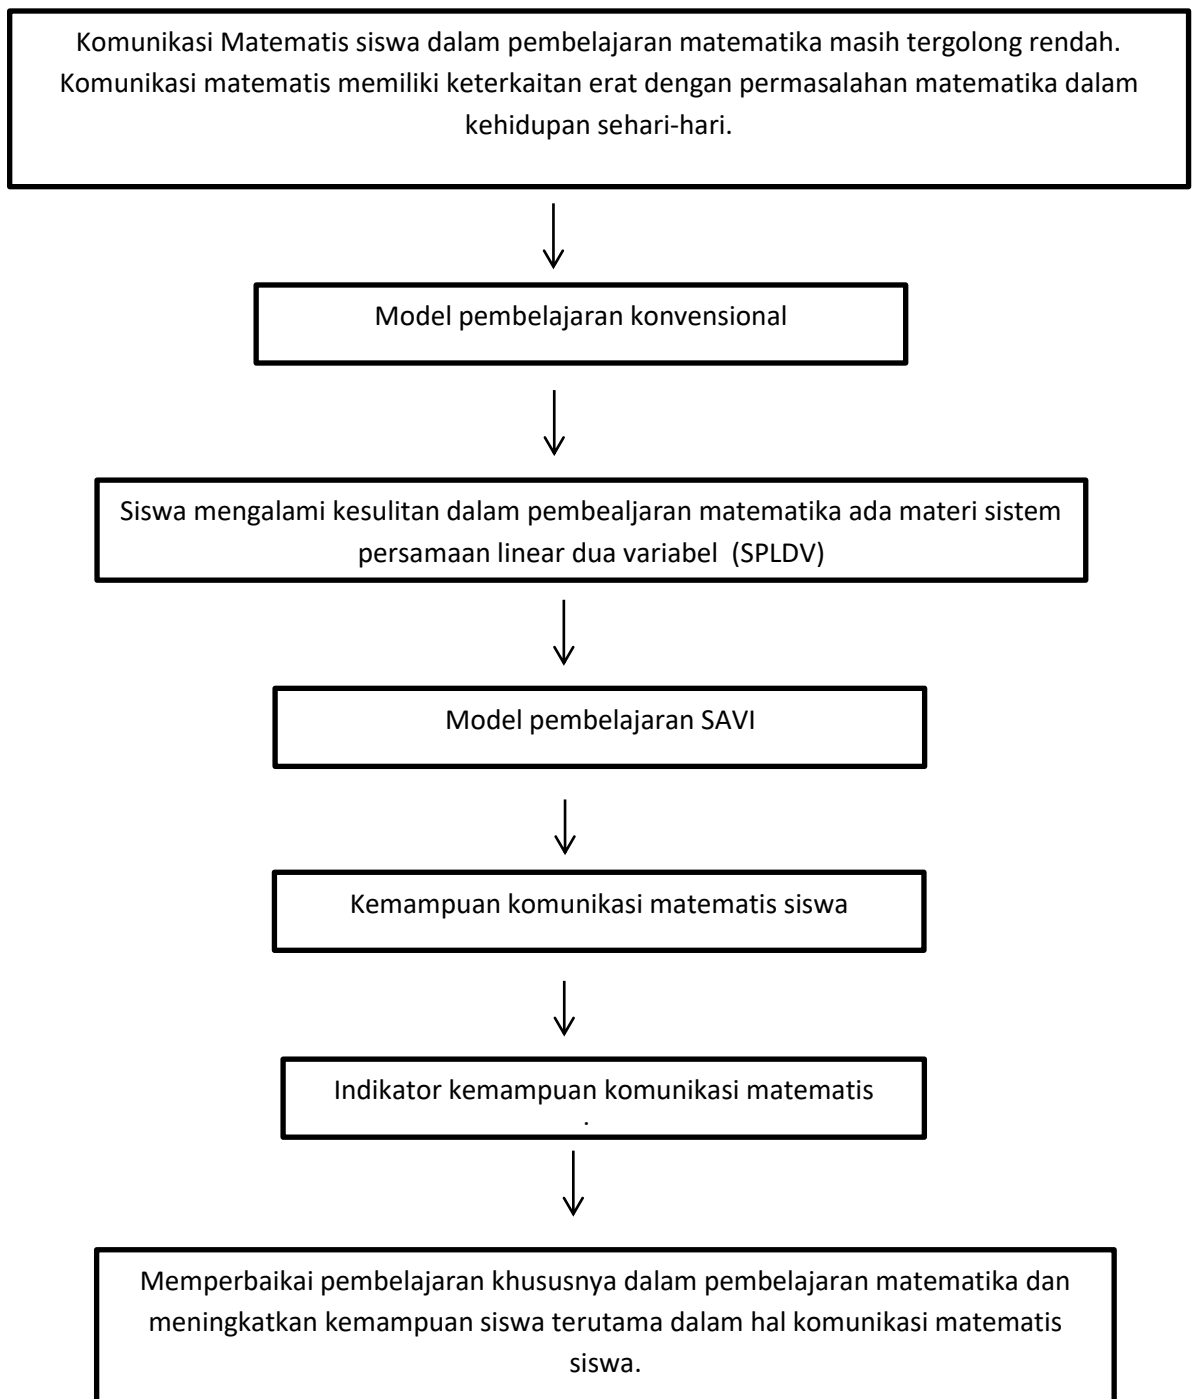 Komunikasi Matematis siswa dalam pembelajaran matematika masih tergolong rendah.
Komunikasi matematis memiliki keterkaitan erat dengan permasalahan matematika dalam
kehidupan sehari-hari.
Model pembelajaran konvensional
Siswa mengalami kesulitan dalam pembealjaran matematika ada materi sistem
persamaan linear dua variabel (SPLDV)
Model pembelajaran SAVI
Kemampuan komunikasi matematis siswa
Indikator kemampuan komunikasi matematis
.
Memperbaikai pembelajaran khususnya dalam pembelajaran matematika dan
meningkatkan kemampuan siswa terutama dalam hal komunikasi matematis
siswa.